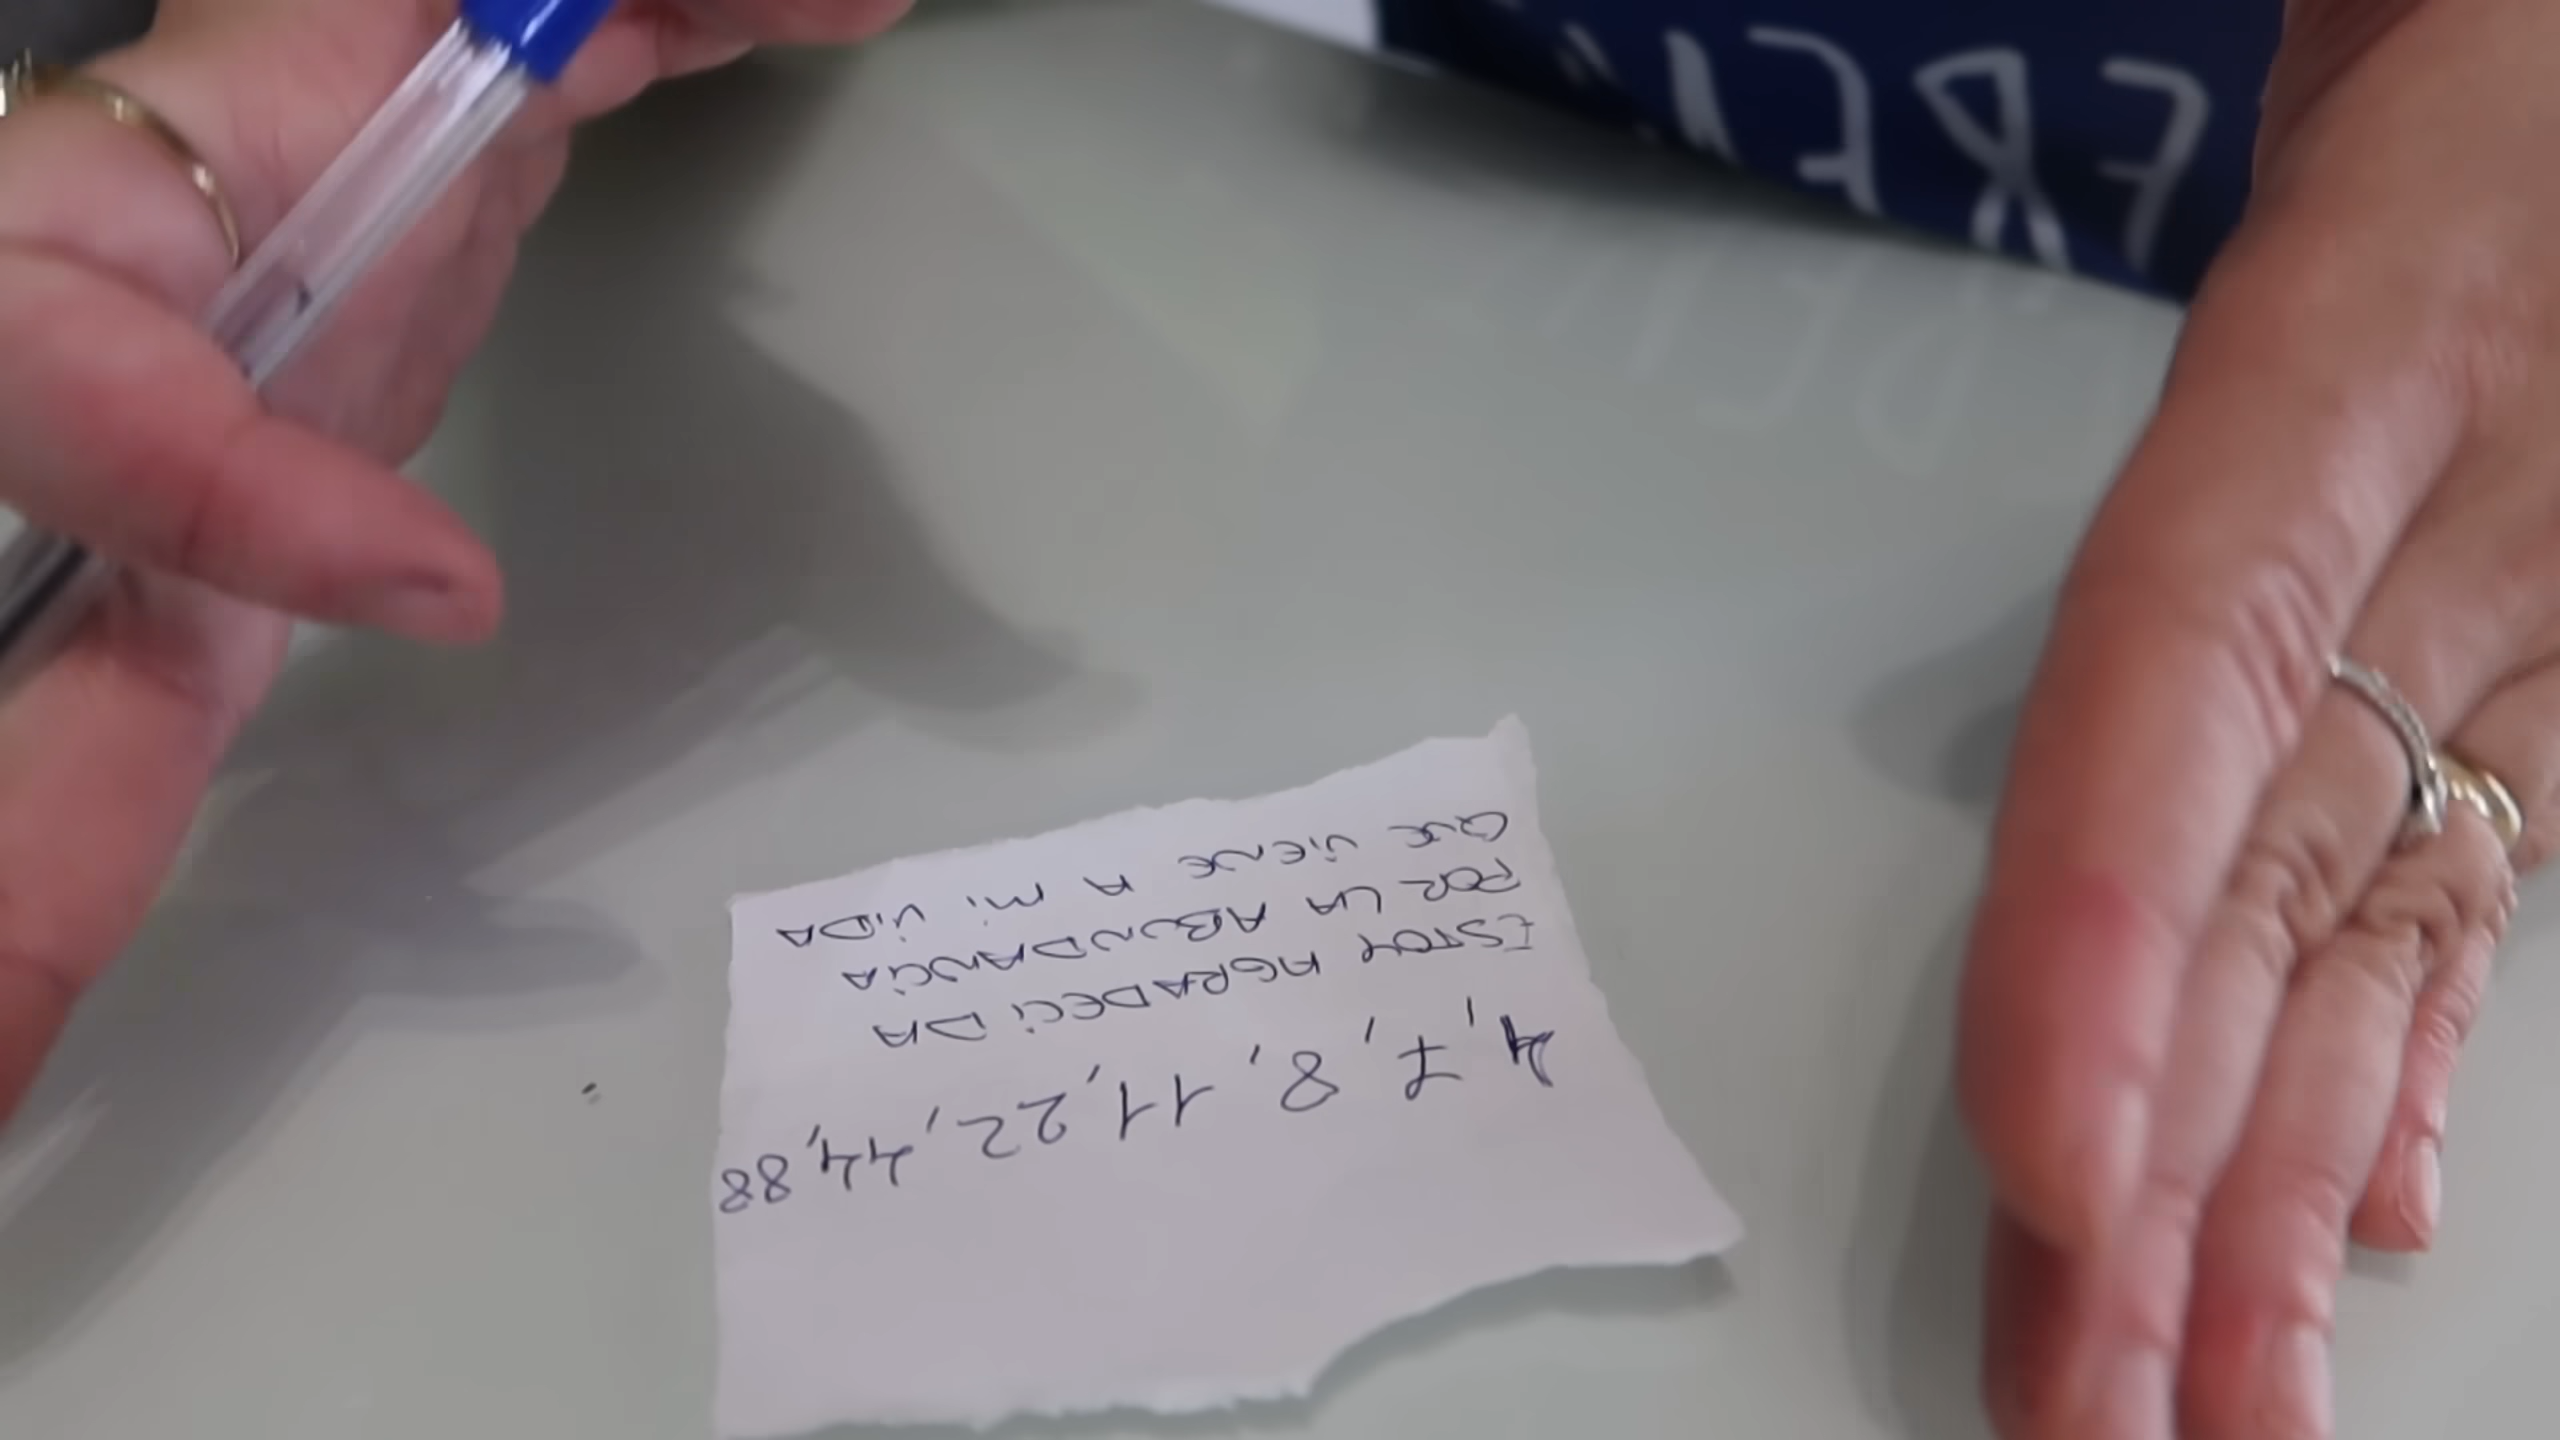 4, 7, 8, 11, 22, 44, 88
ESTOY AGRADECIDA
POR LA ABUNDANCIA
QUE VIENE A MI VIDA